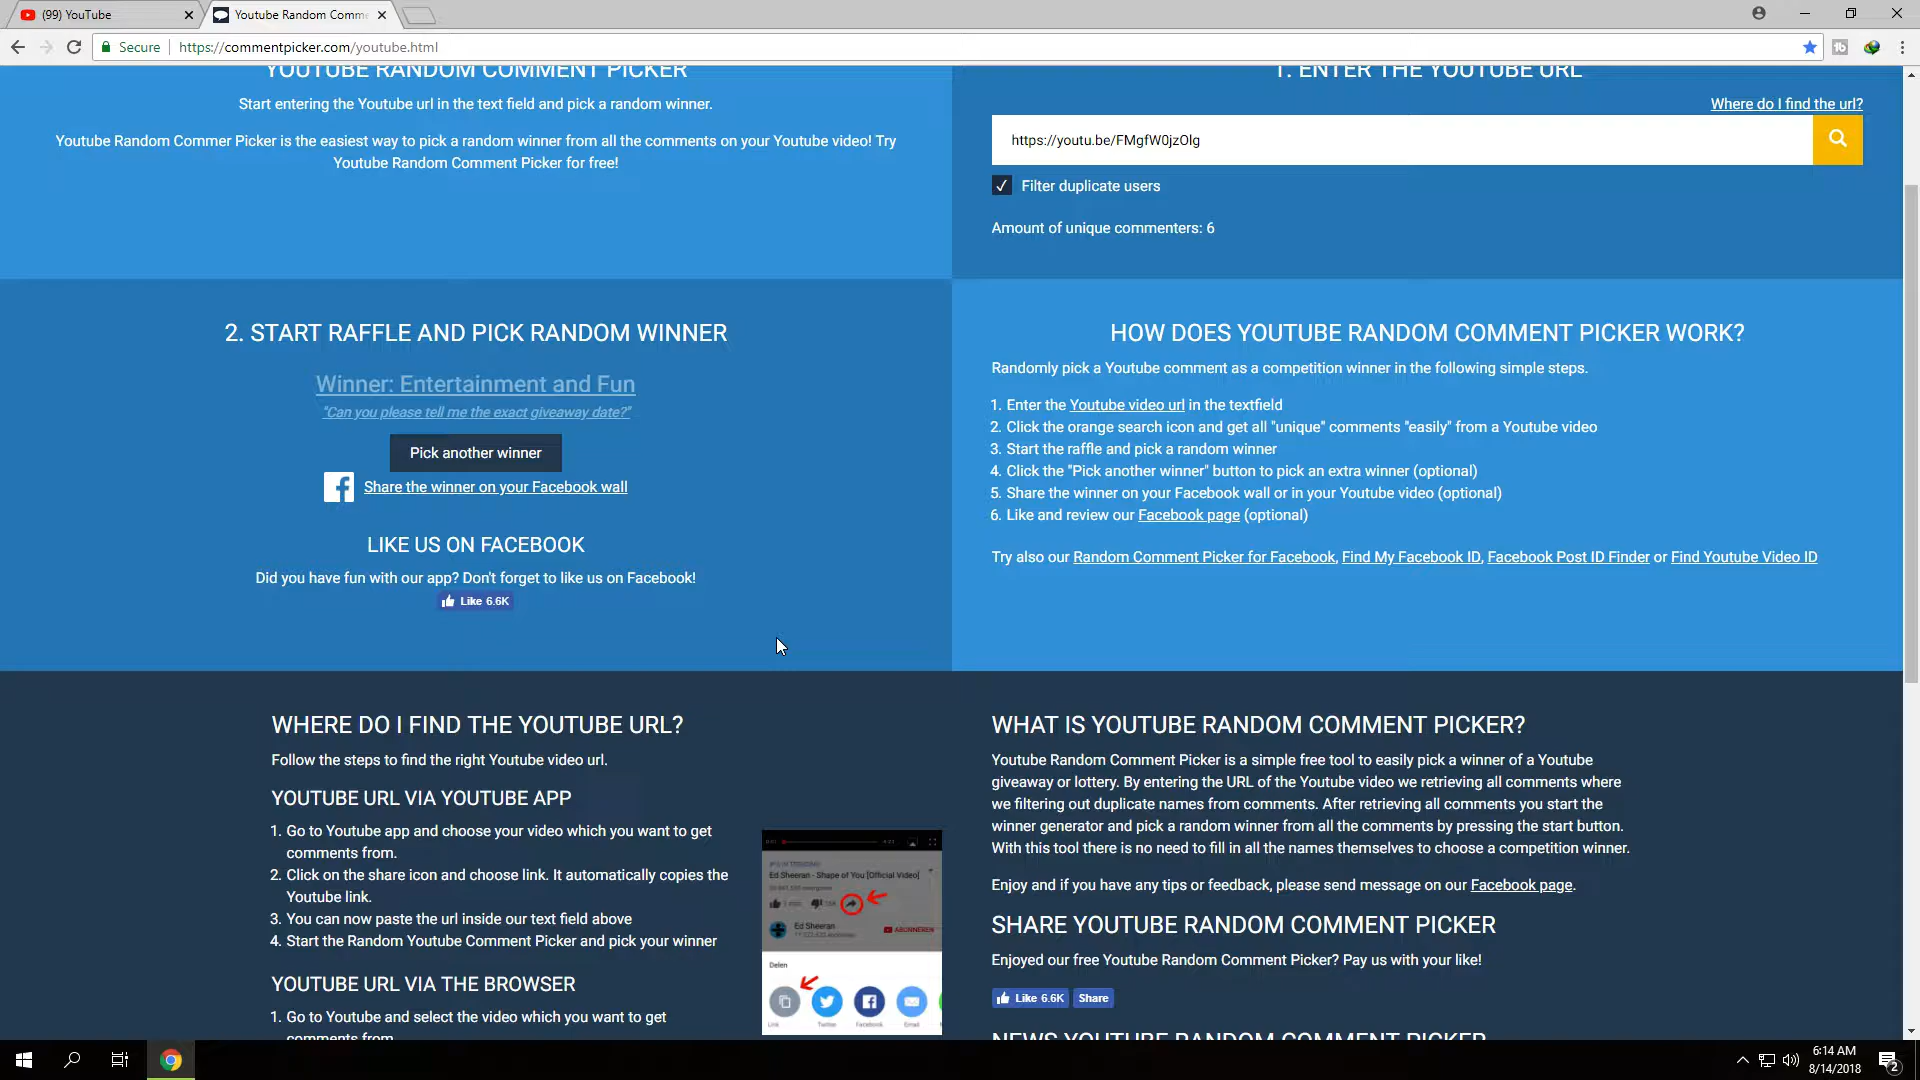 (99) YouTube
Youtube Random Comm
Secure
https://commentpicker.com/youtube.html
YOUTUBE RANDOM COMMENT PICKER
Start entering the Youtube url in the text field and pick a random winner.
Youtube Random Commer Picker is the easiest way to pick a random winner from all the comments on your Youtube video! Try
Youtube Random Comment Picker for free!
1. ENTER THE YOUTUBE URL
Where do I find the url?
https://youtu.be/FMgfW0jzOlg
Filter duplicate users
Amount of unique commenters: 6
2. START RAFFLE AND PICK RANDOM WINNER
Winner: Entertainment and Fun
"Can you please tell me the exact giveaway date?"
Pick another winner
Share the winner on your Facebook wall
LIKE US ON FACEBOOK
Did you have fun with our app? Don't forget to like us on Facebook!
Like 6.6K
HOW DOES YOUTUBE RANDOM COMMENT PICKER WORK?
Randomly pick a Youtube comment as a competition winner in the following simple steps.
1. Enter the Youtube video url in the textfield
2. Click the orange search icon and get all "unique" comments "easily" from a Youtube video
3. Start the raffle and pick a random winner
4. Click the "Pick another winner" button to pick an extra winner (optional)
5. Share the winner on your Facebook wall or in your Youtube video (optional)
6. Like and review our Facebook page (optional)
Try also our Random Comment Picker for Facebook, Find My Facebook ID, Facebook Post ID Finder or Find Youtube Video ID
WHERE DO I FIND THE YOUTUBE URL?
Follow the steps to find the right Youtube video url.
YOUTUBE URL VIA YOUTUBE APP
1. Go to Youtube app and choose your video which you want to get
comments from.
2. Click on the share icon and choose link. It automatically copies the
Youtube link.
3. You can now paste the url inside our text field above
4. Start the Random Youtube Comment Picker and pick your winner
YOUTUBE URL VIA THE BROWSER
1. Go to Youtube and select the video which you want to get
comments from
Ed Sheeran - Shape of You [Official Video]
Ed Sheeran
ABONNEREN
Delen
Link
Twitter
Facebook
Email
WHAT IS YOUTUBE RANDOM COMMENT PICKER?
Youtube Random Comment Picker is a simple free tool to easily pick a winner of a Youtube
giveaway or lottery. By entering the URL of the Youtube video we retrieving all comments where
we filtering out duplicate names from comments. After retrieving all comments you start the
winner generator and pick a random winner from all the comments by pressing the start button.
With this tool there is no need to fill in all the names themselves to choose a competition winner.
Enjoy and if you have any tips or feedback, please send message on our Facebook page.
SHARE YOUTUBE RANDOM COMMENT PICKER
Enjoyed our free Youtube Random Comment Picker? Pay us with your like!
Like 6.6K
Share
NEWS YOUTUBE RANDOM COMMENT PICKER
6:14 AM
8/14/2018
2